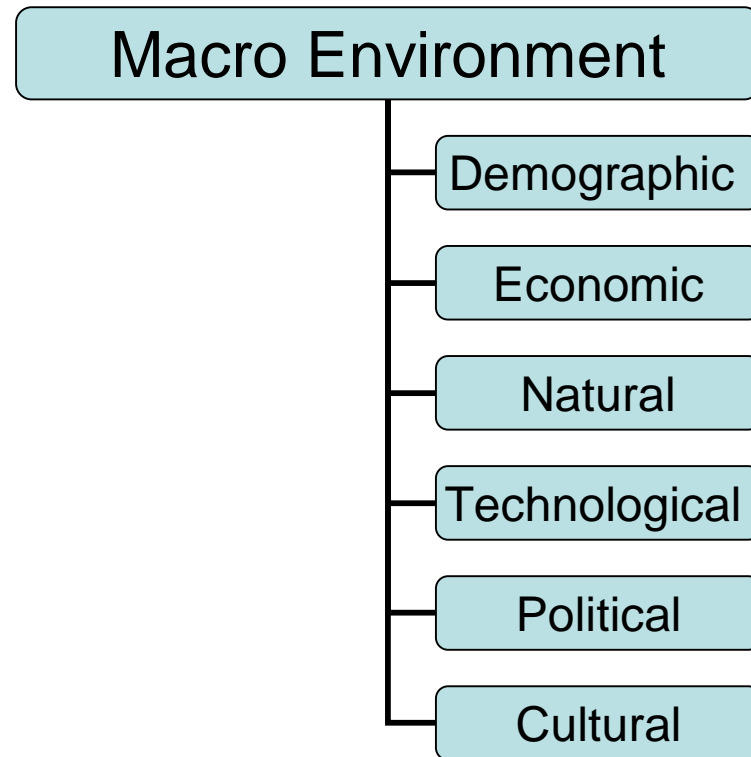 Macro Environment
Demographic
Economic
Natural
Technological
Political
Cultural